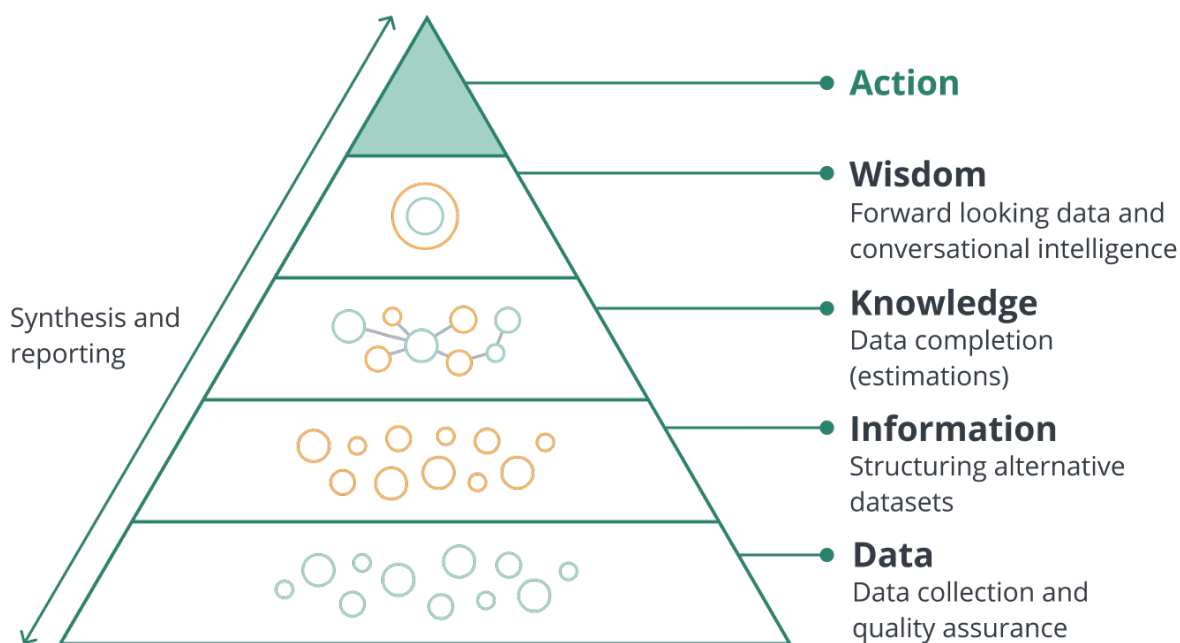 Action
Wisdom
Forward looking data and
conversational intelligence
Synthesis and
reporting
Knowledge
Data completion
(estimations)
Information
Structuring alternative
datasets
Data
Data collection and
quality assurance